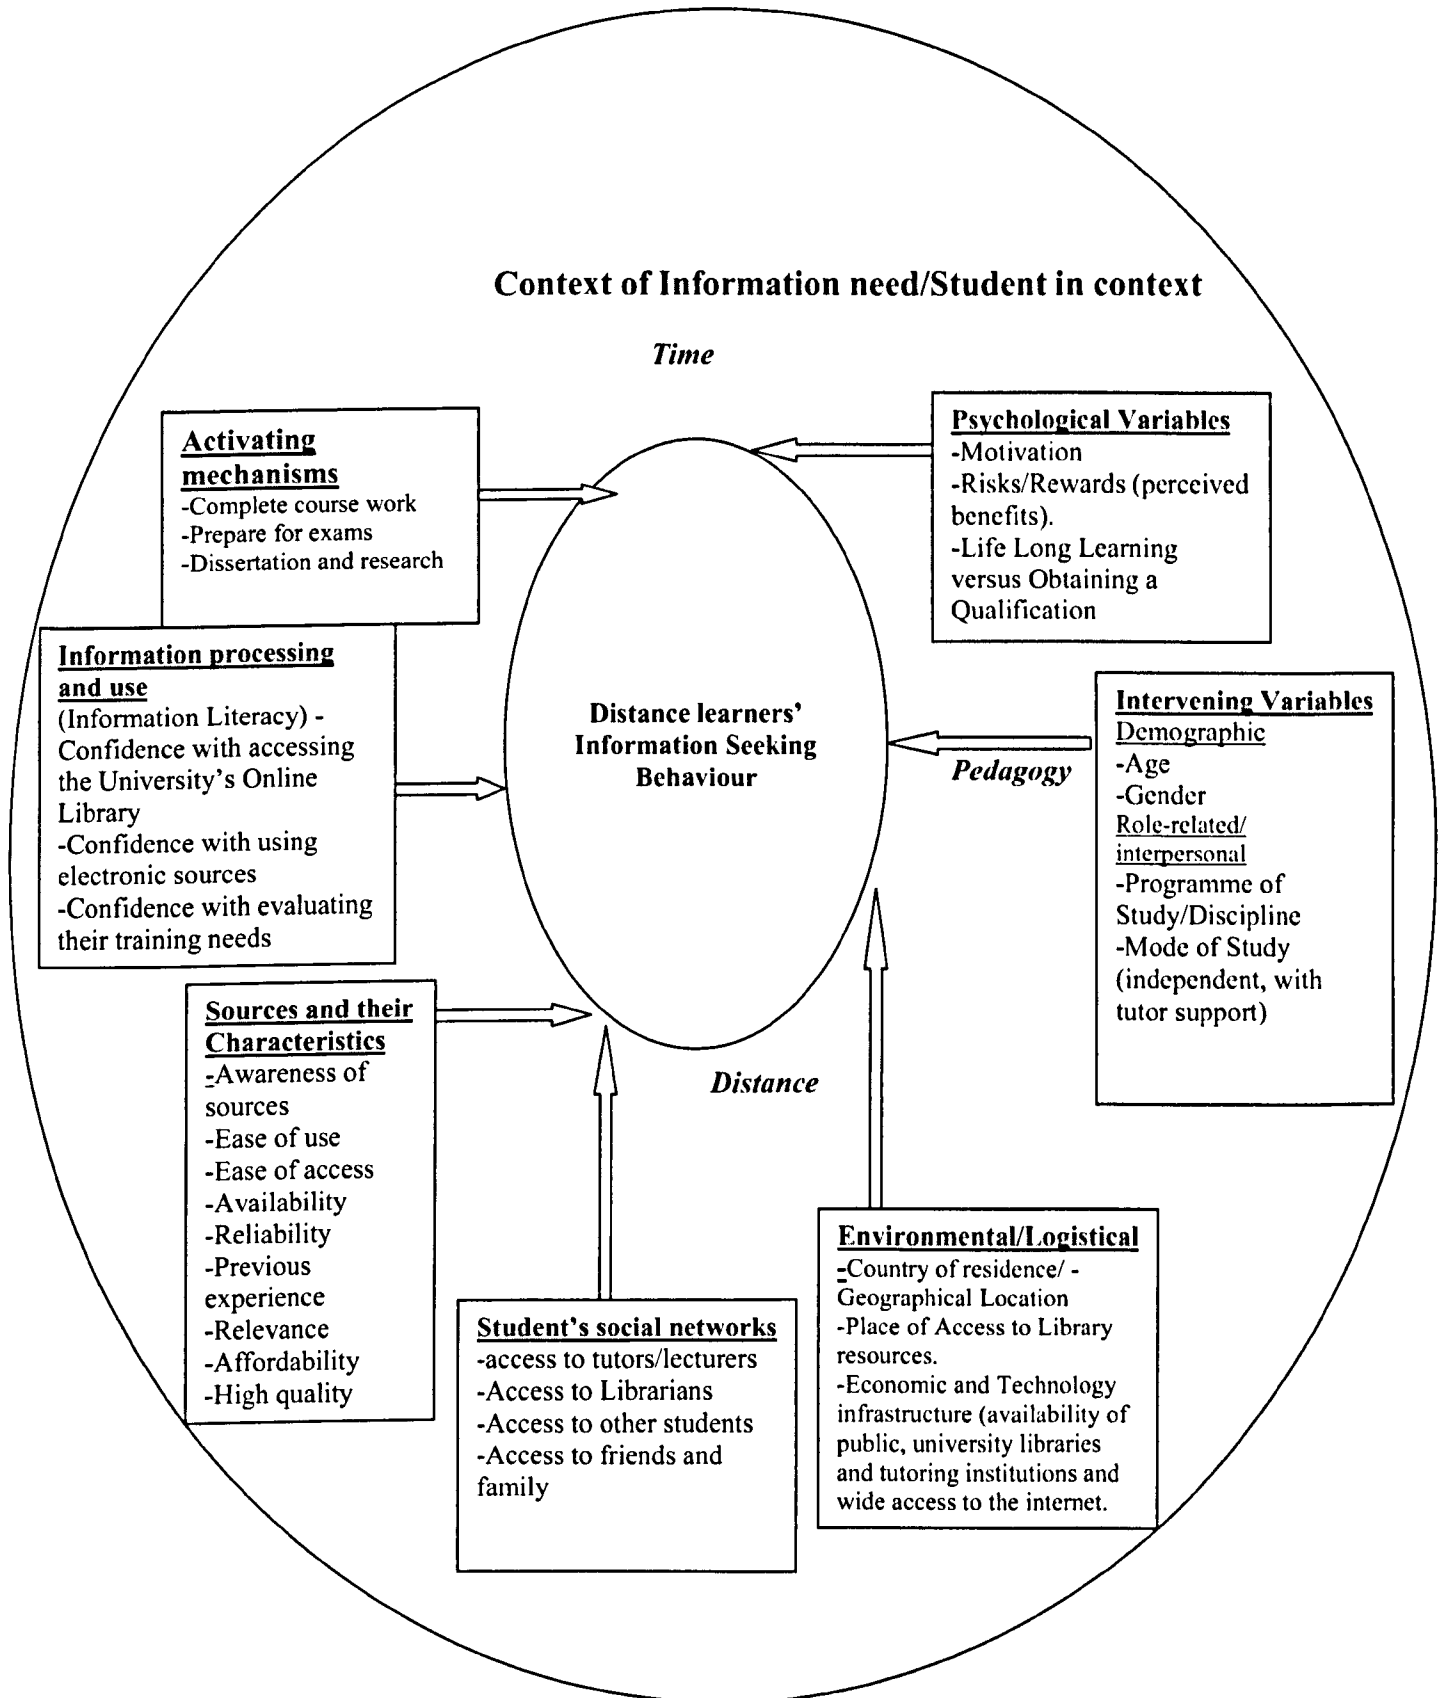 Context of Information need/Student in context
Time
Activating
mechanisms
-Complete course work
-Prepare for exams
-Dissertation and research
Psychological Variables
-Motivation
-Risks/Rewards (perceived
benefits).
-Life Long Learning
versus Obtaining a
Qualification
Information processing
and use
(Information Literacy) -
Confidence with accessing
the University's Online
Library
-Confidence with using
electronic sources
-Confidence with evaluating
their training needs
Distance learners'
Information Seeking
Behaviour
Pedagogy
Intervening Variables
Demographic
-Age
-Gender
Role-related/
interpersonal
-Programme of
Study/Discipline
-Mode of Study
(independent, with
tutor support)
Sources and their
Characteristics
-Awareness of
sources
-Ease of use
-Ease of access
-Availability
-Reliability
-Previous
experience
-Relevance
-Affordability
-High quality
Distance
Student's social networks
-access to tutors/lecturers
-Access to Librarians
-Access to other students
-Access to friends and
family
Environmental/Logistical
-Country of residence/ -
Geographical Location
-Place of Access to Library
resources.
-Economic and Technology
infrastructure (availability of
public, university libraries
and tutoring institutions and
wide access to the internet.